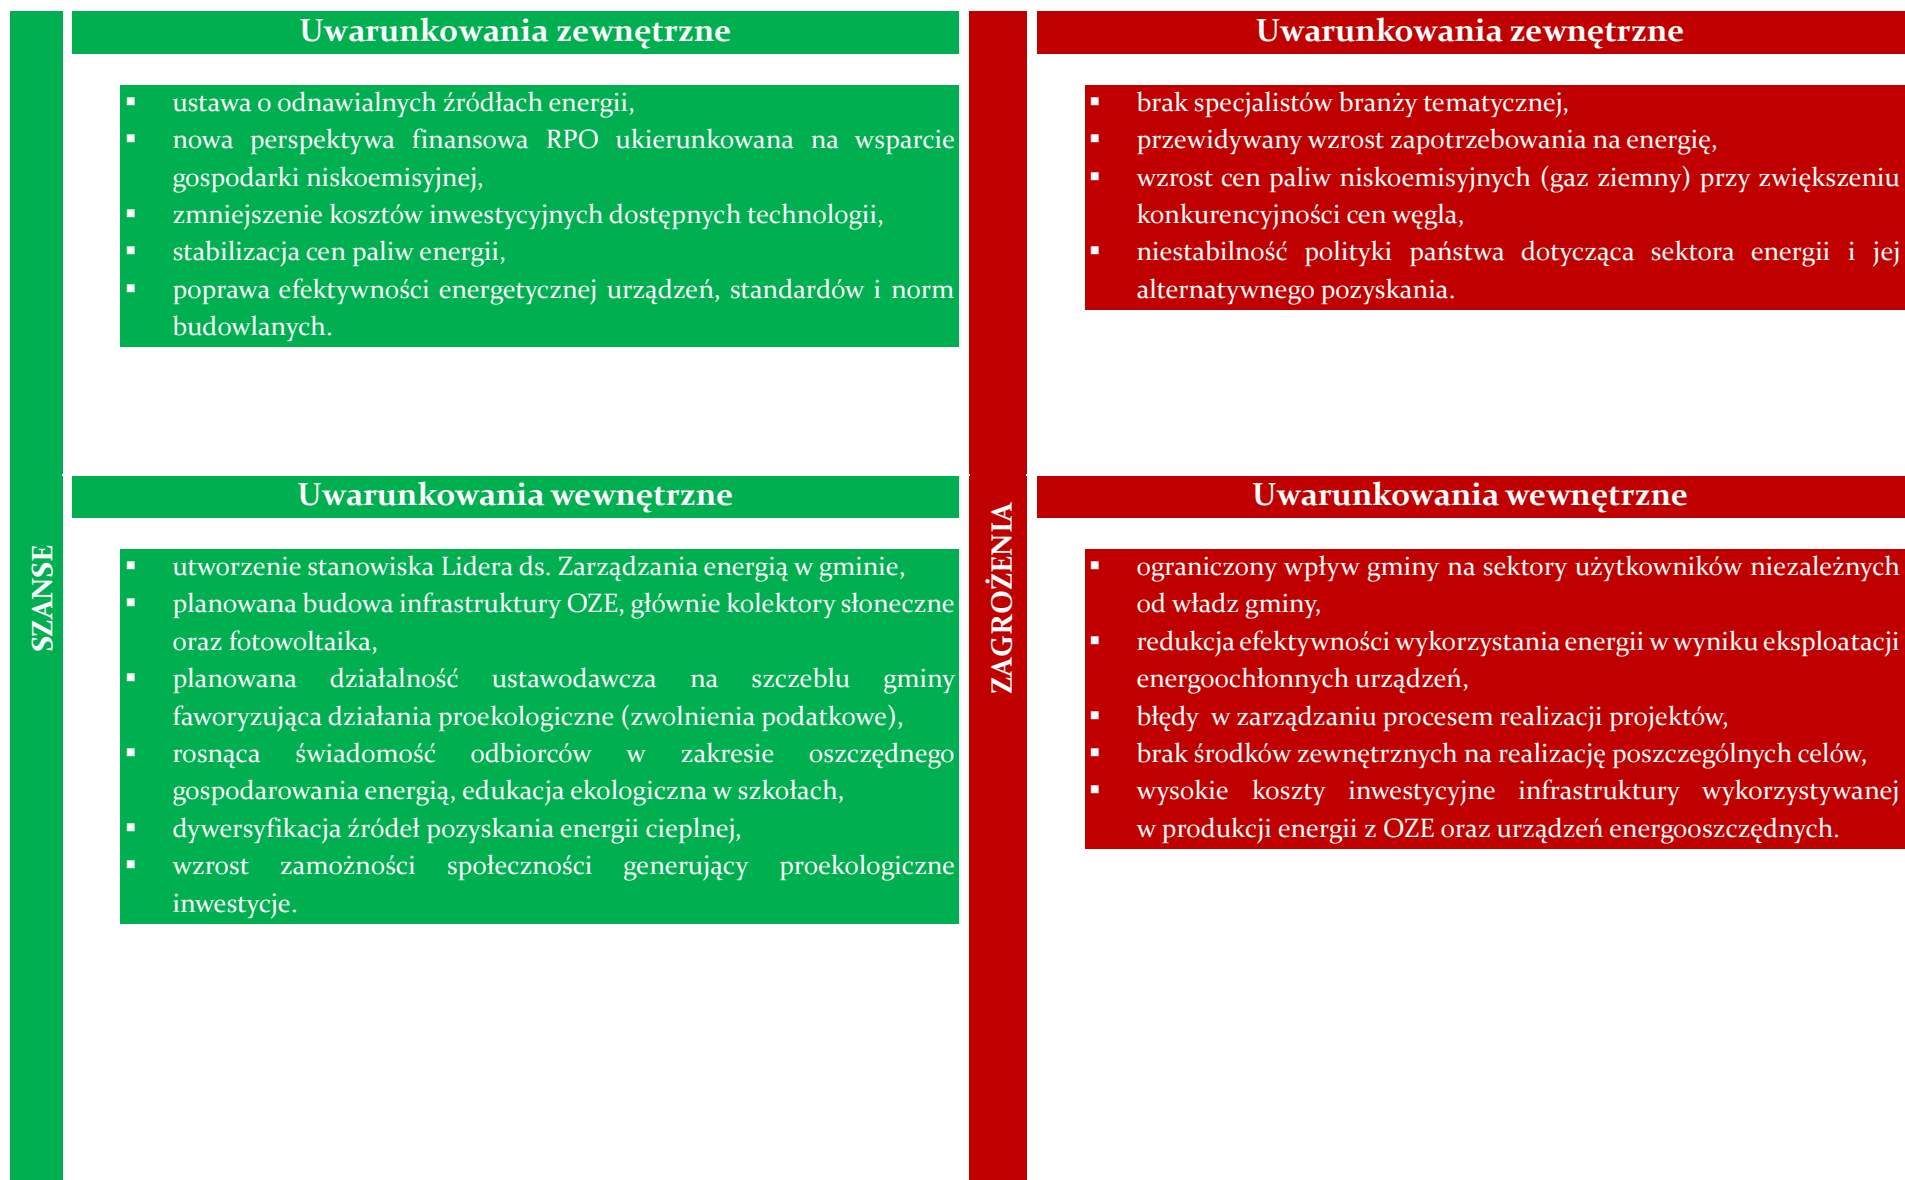 SZANSE
Uwarunkowania zewnętrzne
▪ ustawa o odnawialnych źródłach energii,
▪ nowa perspektywa finansowa RPO ukierunkowana na wsparcie
gospodarki niskoemisyjnej,
▪ zmniejszenie kosztów inwestycyjnych dostępnych technologii,
▪ stabilizacja cen paliw energii,
▪ poprawa efektywności energetycznej urządzeń, standardów i norm
budowlanych.
Uwarunkowania wewnętrzne
▪ utworzenie stanowiska Lidera ds. Zarządzania energią w gminie,
▪ planowana budowa infrastruktury OZE, głównie kolektory słoneczne
oraz fotowoltaika,
▪ planowana działalność ustawodawcza na szczeblu gminy
faworyzująca działania proekologiczne (zwolnienia podatkowe),
▪ rosnąca świadomość odbiorców w zakresie oszczędnego
gospodarowania energią, edukacja ekologiczna w szkołach,
▪ dywersyfikacja źródeł pozyskania energii cieplnej,
▪ wzrost zamożności społeczności generujący proekologiczne
inwestycje.
ZAGROŻENIA
Uwarunkowania zewnętrzne
▪ brak specjalistów branży tematycznej,
▪ przewidywany wzrost zapotrzebowania na energię,
▪ wzrost cen paliw niskoemisyjnych (gaz ziemny) przy zwiększeniu
konkurencyjności cen węgla,
▪ niestabilność polityki państwa dotycząca sektora energii i jej
alternatywnego pozyskania.
Uwarunkowania wewnętrzne
▪ ograniczony wpływ gminy na sektory użytkowników niezależnych
od władz gminy,
▪ redukcja efektywności wykorzystania energii w wyniku eksploatacji
energochłonnych urządzeń,
▪ błędy w zarządzaniu procesem realizacji projektów,
▪ brak środków zewnętrznych na realizację poszczególnych celów,
▪ wysokie koszty inwestycyjne infrastruktury wykorzystywanej
w produkcji energii z OZE oraz urządzeń energooszczędnych.